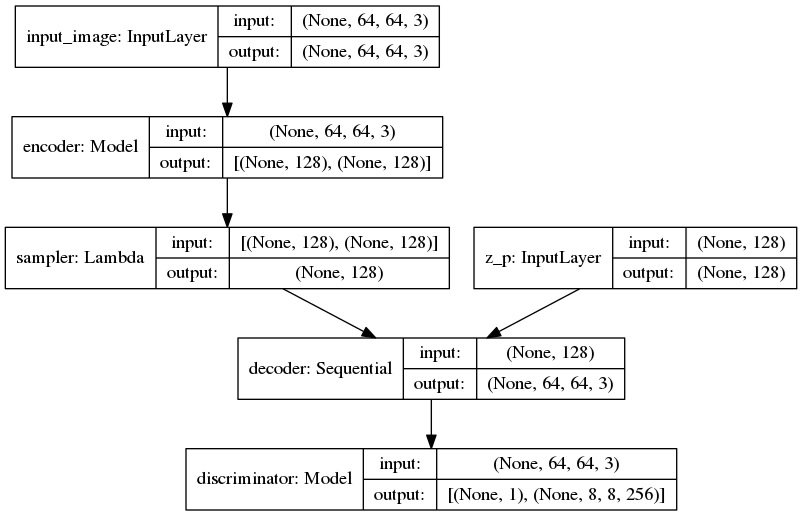 input_image: InputLayer
input: (None, 64, 64, 3)
output: (None, 64, 64, 3)
encoder: Model
input: (None, 64, 64, 3)
output: [(None, 128), (None, 128)]
sampler: Lambda
input: [(None, 128), (None, 128)]
output: (None, 128)
z_p: InputLayer
input: (None, 128)
output: (None, 128)
decoder: Sequential
input: (None, 128)
output: (None, 64, 64, 3)
discriminator: Model
input: (None, 64, 64, 3)
output: [(None, 1), (None, 8, 8, 256)]